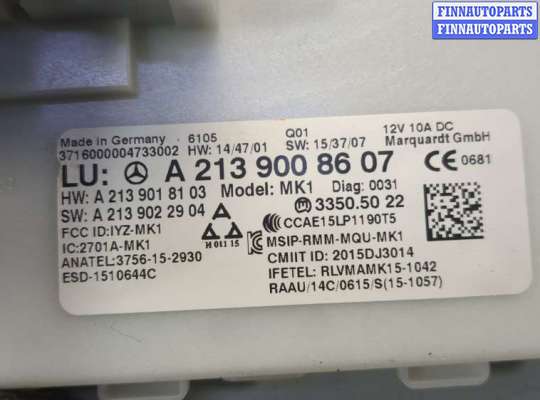 FINNAUTOPARTS
FINNAUTOPARTS
Made in Germany 6105 Q01 12V 10A DC
3716000004733002 HW: 14/47/01 SW: 15/37/07 Marquardt GmbH
LU: A 213 900 86 07 CE 0681
HW: A 213 901 81 03 Model: MK1 Diag: 0031
SW: A 213 902 29 04 3350.50 22
FCC ID:IYZ-MK1 CCAE15LP1190T5
IC:2701A-MK1 H 011 15 MSIP-RMM-MQU-MK1
ANATEL:3756-15-2930 CMIIT ID: 2015DJ3014
ESD-1510644C IFETEL: RLVMAMK15-1042
RAAU/14C/0615/S(15-1057)